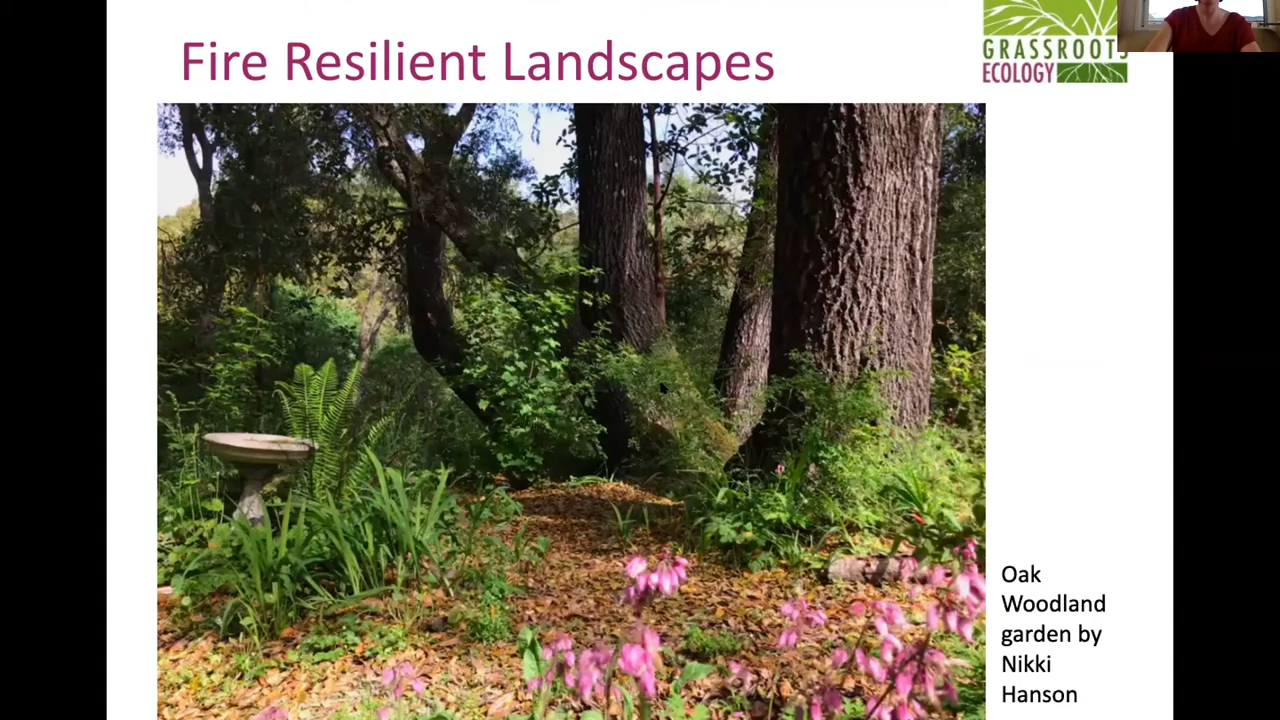 Fire Resilient Landscapes
GRASSROOTS
ECOLOGY
Oak
Woodland
garden by
Nikki
Hanson